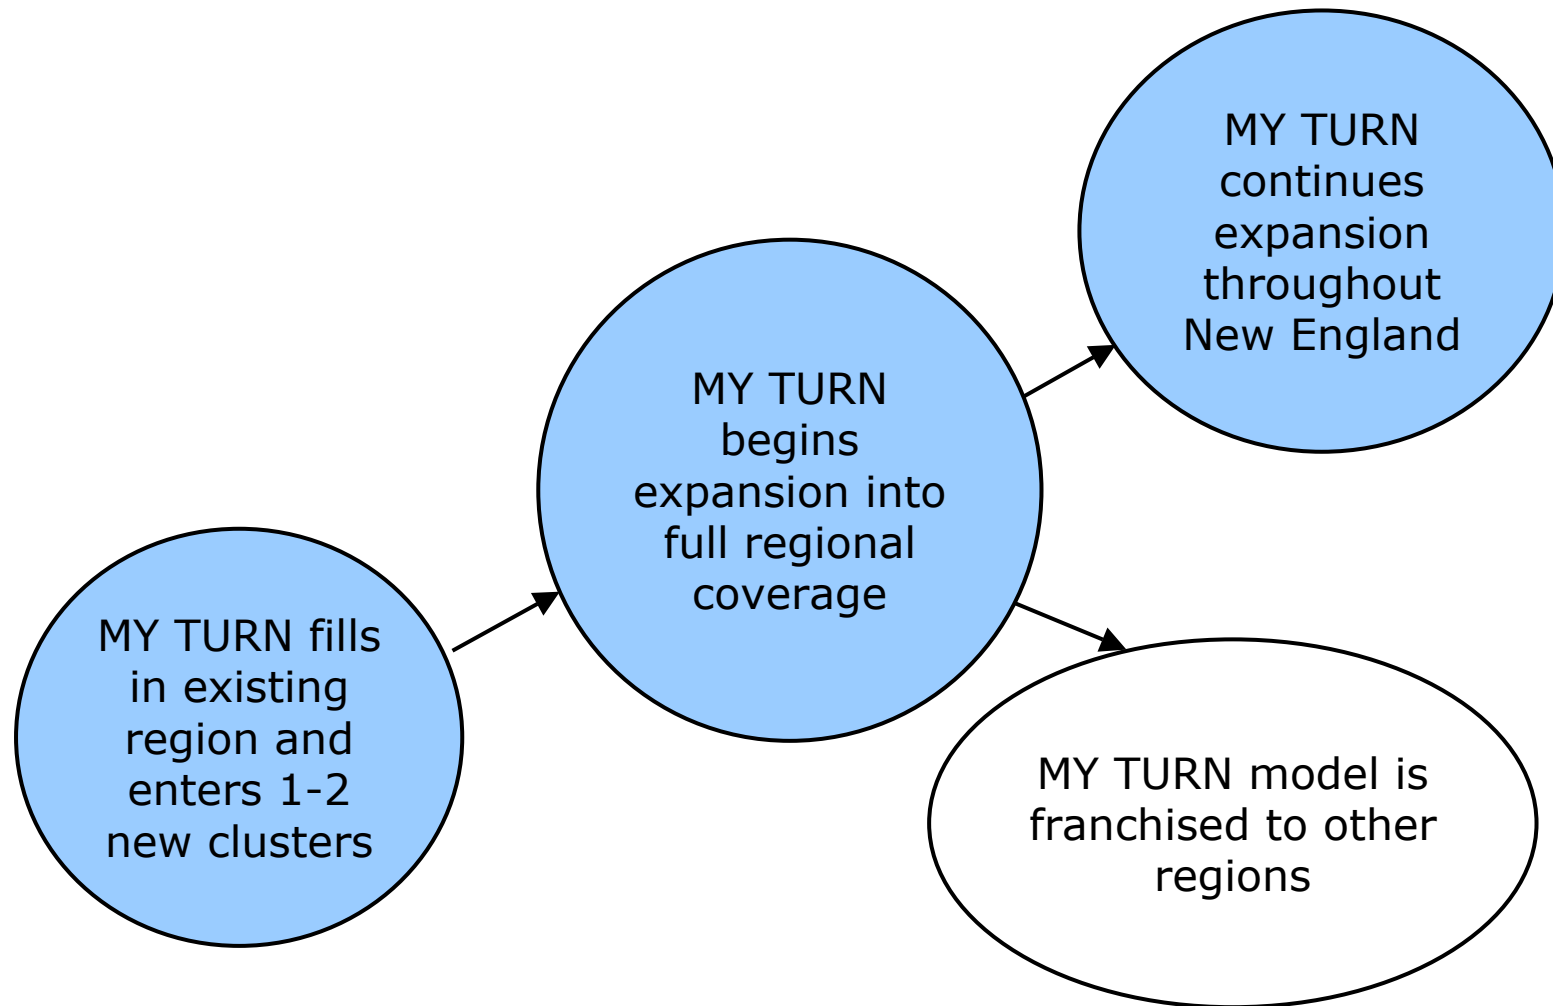 MY TURN fills
in existing
region and
enters 1-2
new clusters
MY TURN
begins
expansion into
full regional
coverage
MY TURN
continues
expansion
throughout
New England
MY TURN model is
franchised to other
regions